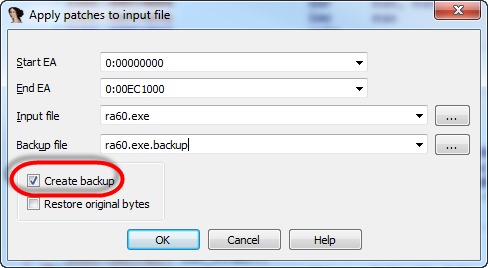 Apply patches to input file
Start EA 0:00000000
End EA 0:00EC1000
Input file ra60.exe ...
Backup file ra60.exe.backup ...
Create backup
Restore original bytes
OK Cancel Help